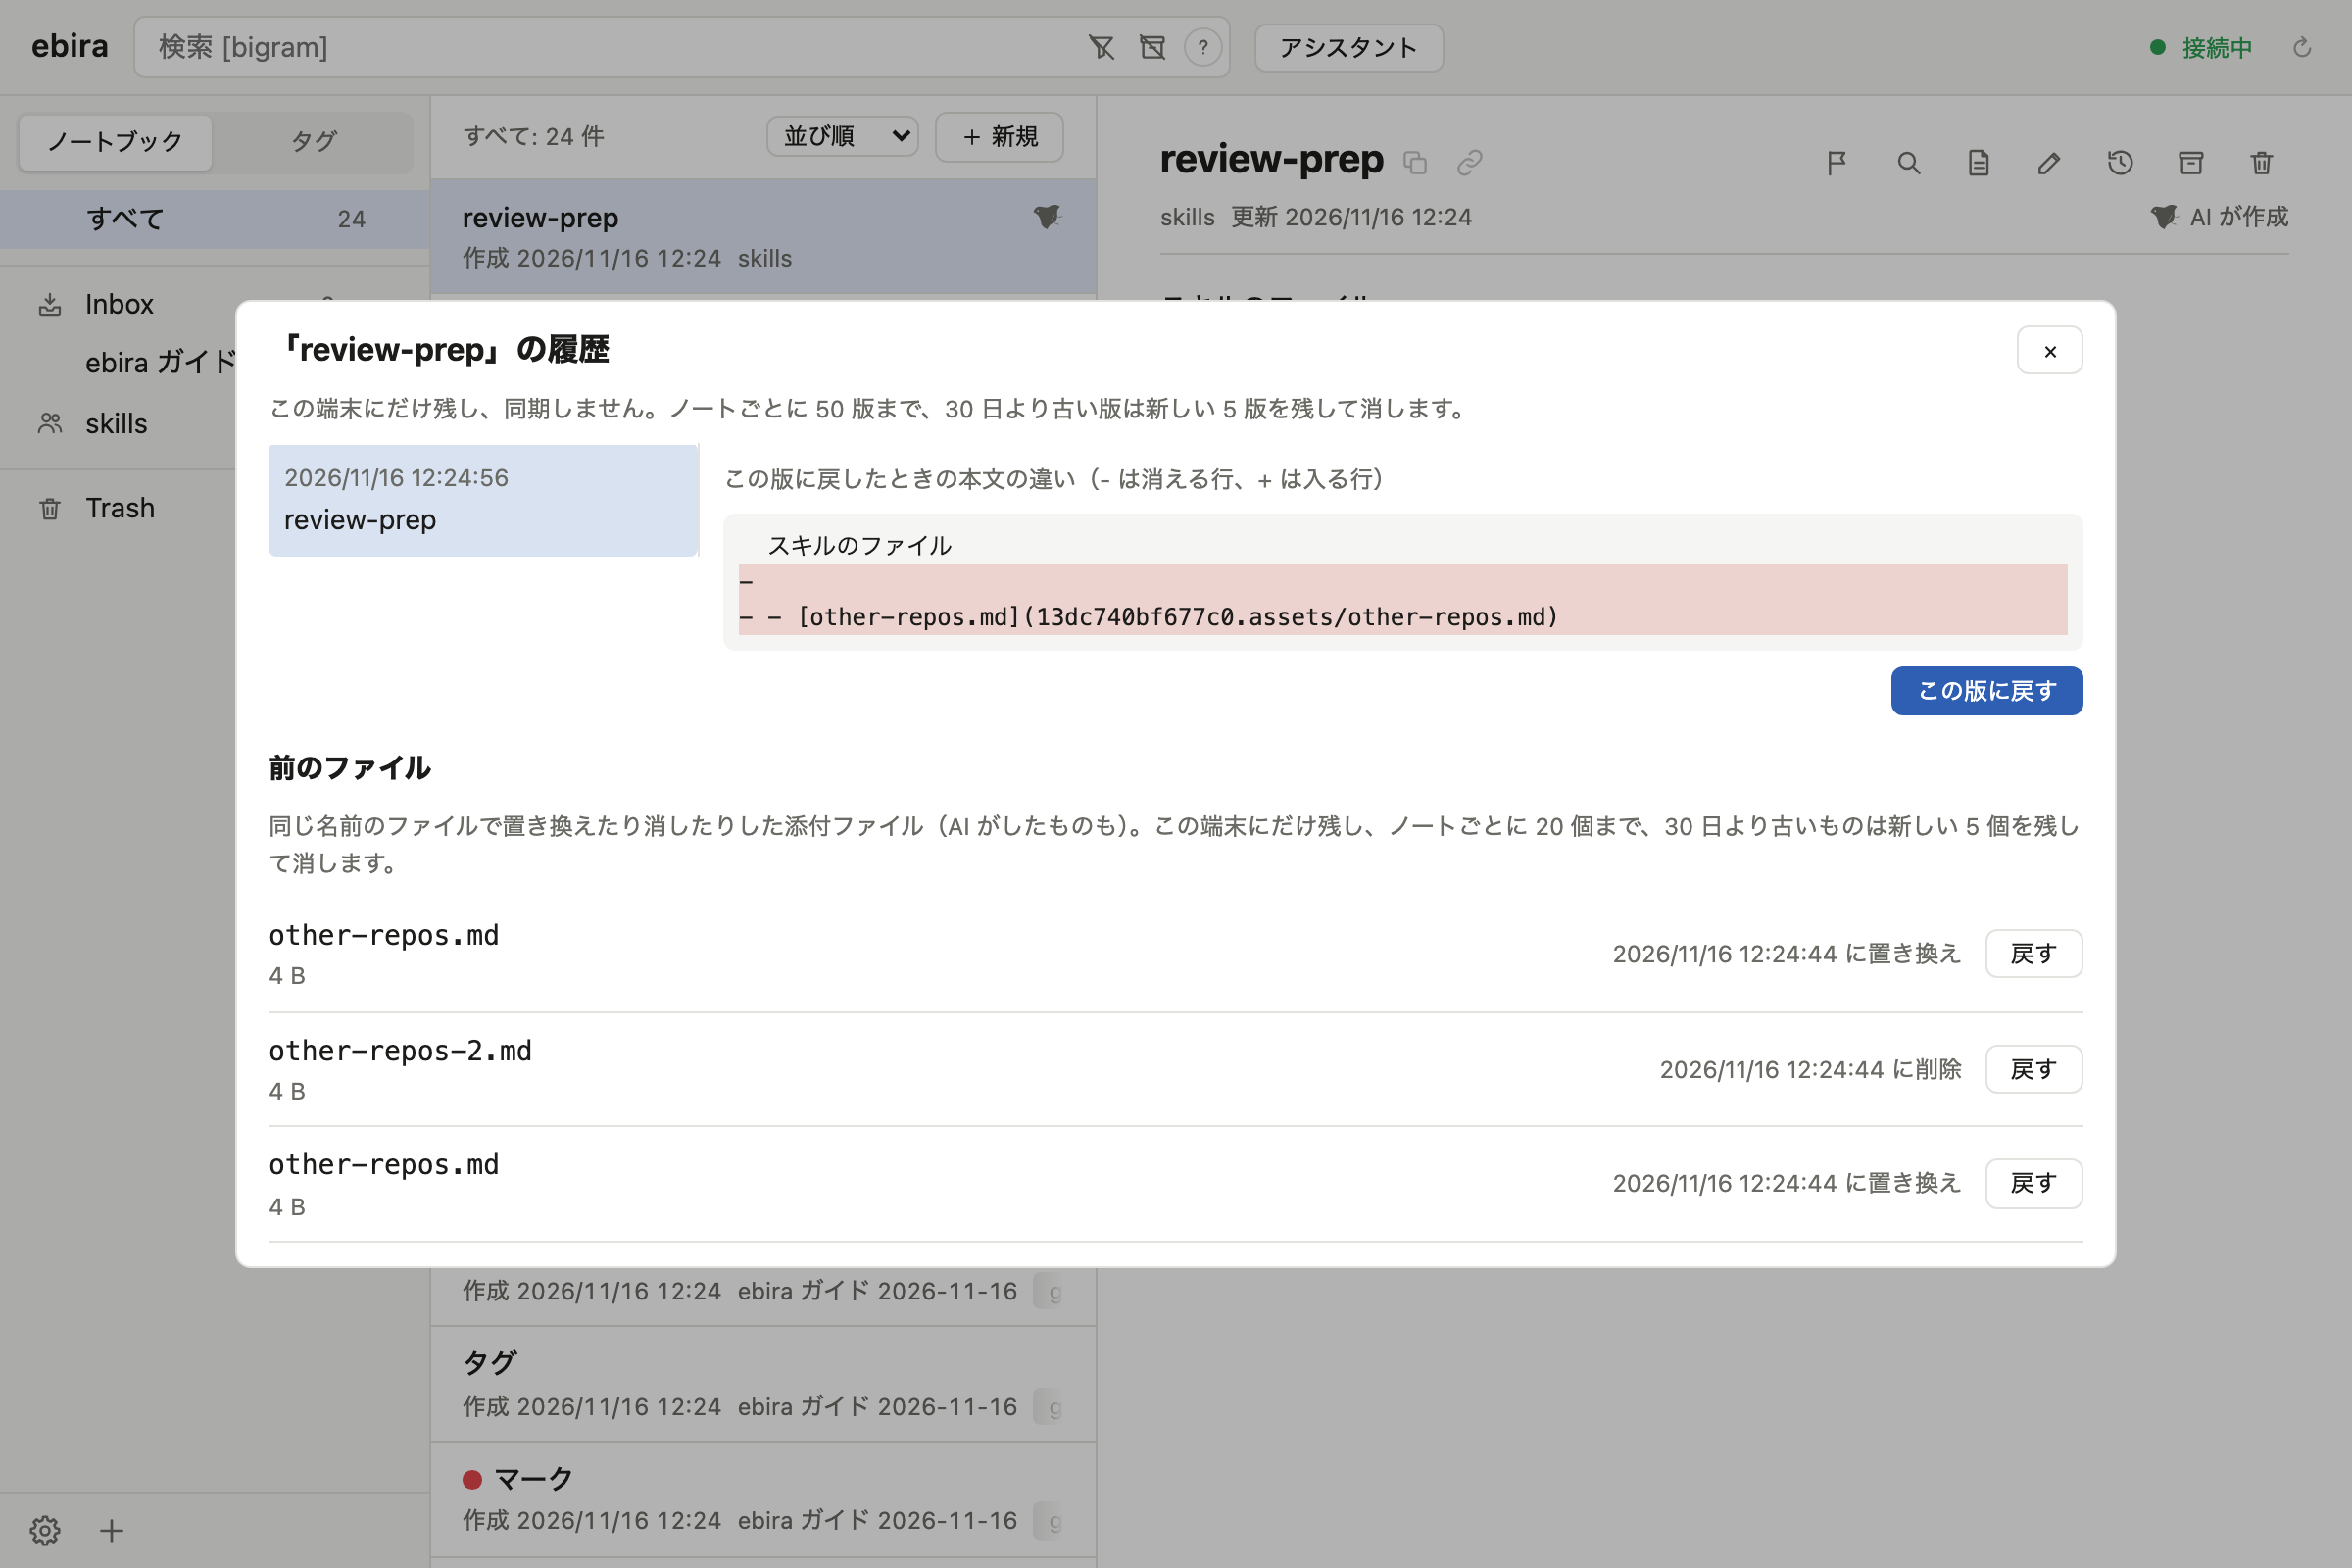 ebira
検索 [bigram]
?
アシスタント
接続中
ノートブック
タグ
すべて: 24 件
並び順
+ 新規
review-prep
skills 更新 2026/11/16 12:24
AI が作成
すべて 24
review-prep
作成 2026/11/16 12:24 skills
Inbox
ebira ガイド
skills
Trash
「review-prep」の履歴
×
この端末にだけ残し、同期しません。ノートごとに 50 版まで、30 日より古い版は新しい 5 版を残して消します。
2026/11/16 12:24:56
review-prep
この版に戻したときの本文の違い（- は消える行、+ は入る行）
スキルのファイル
-
- - [other-repos.md](13dc740bf677c0.assets/other-repos.md)
この版に戻す
前のファイル
同じ名前のファイルで置き換えたり消したりした添付ファイル（AI がしたものも）。この端末にだけ残し、ノートごとに 20 個まで、30 日より古いものは新しい 5 個を残し
て消します。
other-repos.md
4 B
2026/11/16 12:24:44 に置き換え
戻す
other-repos-2.md
4 B
2026/11/16 12:24:44 に削除
戻す
other-repos.md
4 B
2026/11/16 12:24:44 に置き換え
戻す
作成 2026/11/16 12:24 ebira ガイド 2026-11-16 g
タグ
作成 2026/11/16 12:24 ebira ガイド 2026-11-16 g
マーク
作成 2026/11/16 12:24 ebira ガイド 2026-11-16 g